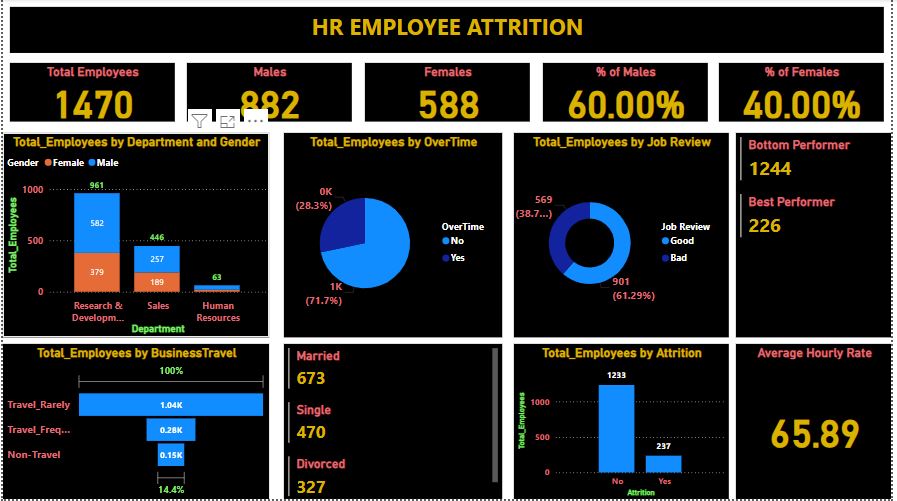 HR EMPLOYEE ATTRITION
Total Employees
1470
Males
882
Females
588
% of Males
60.00%
% of Females
40.00%
Total_Employees by Department and Gender
Gender Female Male
Total_Employees
1000
500
0
961
582
379
446
257
189
63
Research &
Developm...
Sales
Human
Resources
Department
Total_Employees by OverTime
0K
(28.3%)
1K
(71.7%)
OverTime
No
Yes
Total_Employees by Job Review
569
(38.7...)
901
(61.29%)
Job Review
Good
Bad
Bottom Performer
1244
Best Performer
226
Total_Employees by BusinessTravel
100%
Travel_Rarely
1.04K
Travel_Freq...
0.28K
Non-Travel
0.15K
14.4%
Married
673
Single
470
Divorced
327
Total_Employees by Attrition
Total_Employees
1000
500
0
1233
237
No
Yes
Attrition
Average Hourly Rate
65.89